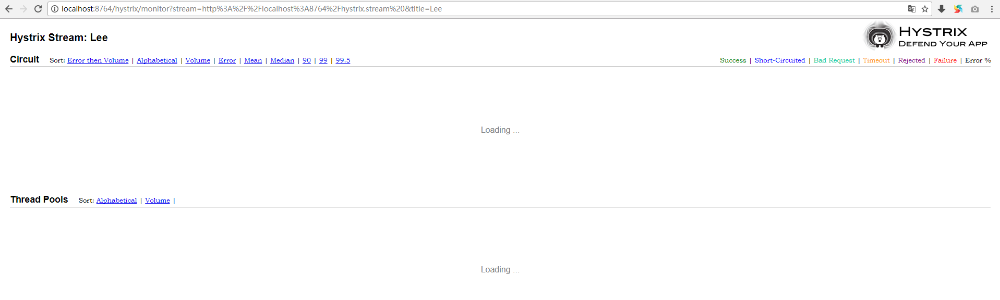 localhost:8764/hystrix/monitor?stream=http%3A%2F%2Flocalhost%3A8764%2Fhystrix.stream%20&title=Lee
Hystrix Stream: Lee
HYSTRIX
DEFEND YOUR APP
Circuit Sort: Error then Volume | Alphabetical | Volume | Error | Mean | Median | 90 | 99 | 99.5
Success | Short-Circuited | Bad Request | Timeout | Rejected | Failure | Error %
Loading ...
Thread Pools Sort: Alphabetical | Volume |
Loading ...